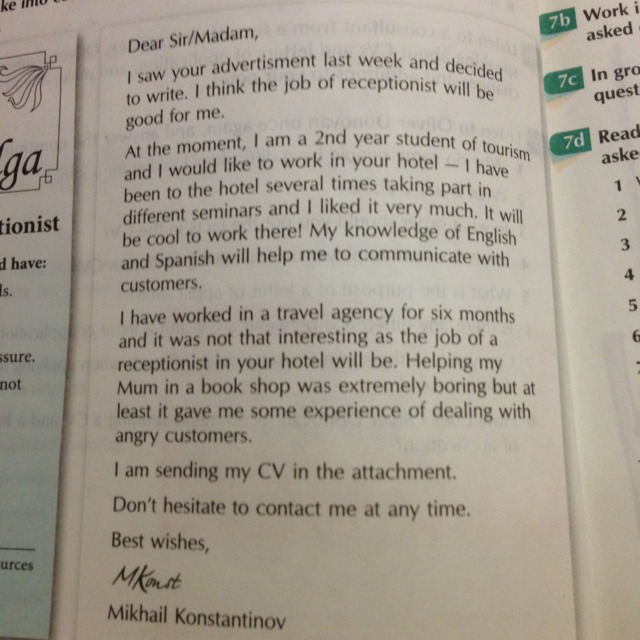 ke into
lga
tionist
d have:
ls.
ssure.
not
urces
Dear Sir/Madam,
I saw your advertisment last week and decided
to write. I think the job of receptionist will be
good for me.
At the moment, I am a 2nd year student of tourism
and I would like to work in your hotel – I have
been to the hotel several times taking part in
different seminars and I liked it very much. It will
be cool to work there! My knowledge of English
and Spanish will help me to communicate with
customers.
I have worked in a travel agency for six months
and it was not that interesting as the job of a
receptionist in your hotel will be. Helping my
Mum in a book shop was extremely boring but at
least it gave me some experience of dealing with
angry customers.
I am sending my CV in the attachment.
Don't hesitate to contact me at any time.
Best wishes,
MKonst
Mikhail Konstantinov
7b Work i
asked
7c In gro
quest
7d Read
aske
1
2
3
4
5
6